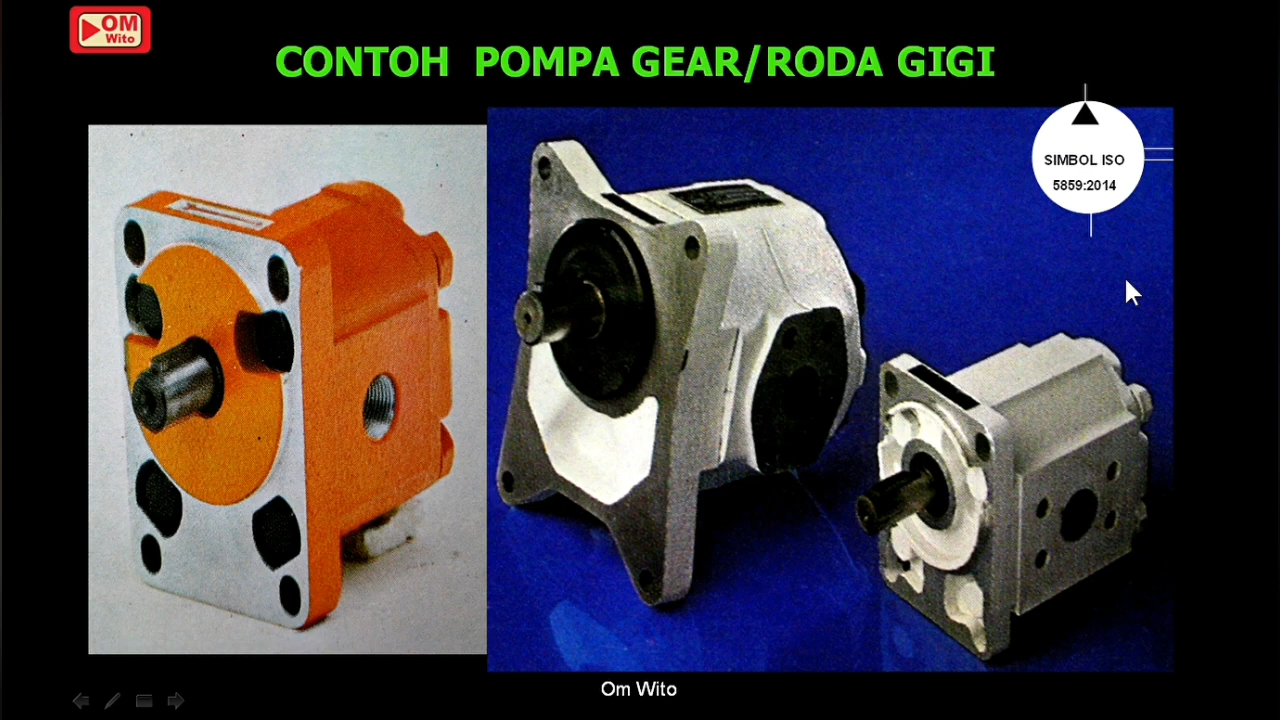 OM
Wito
CONTOH POMPA GEAR/RODA GIGI
SIMBOL ISO
5859:2014
Om Wito